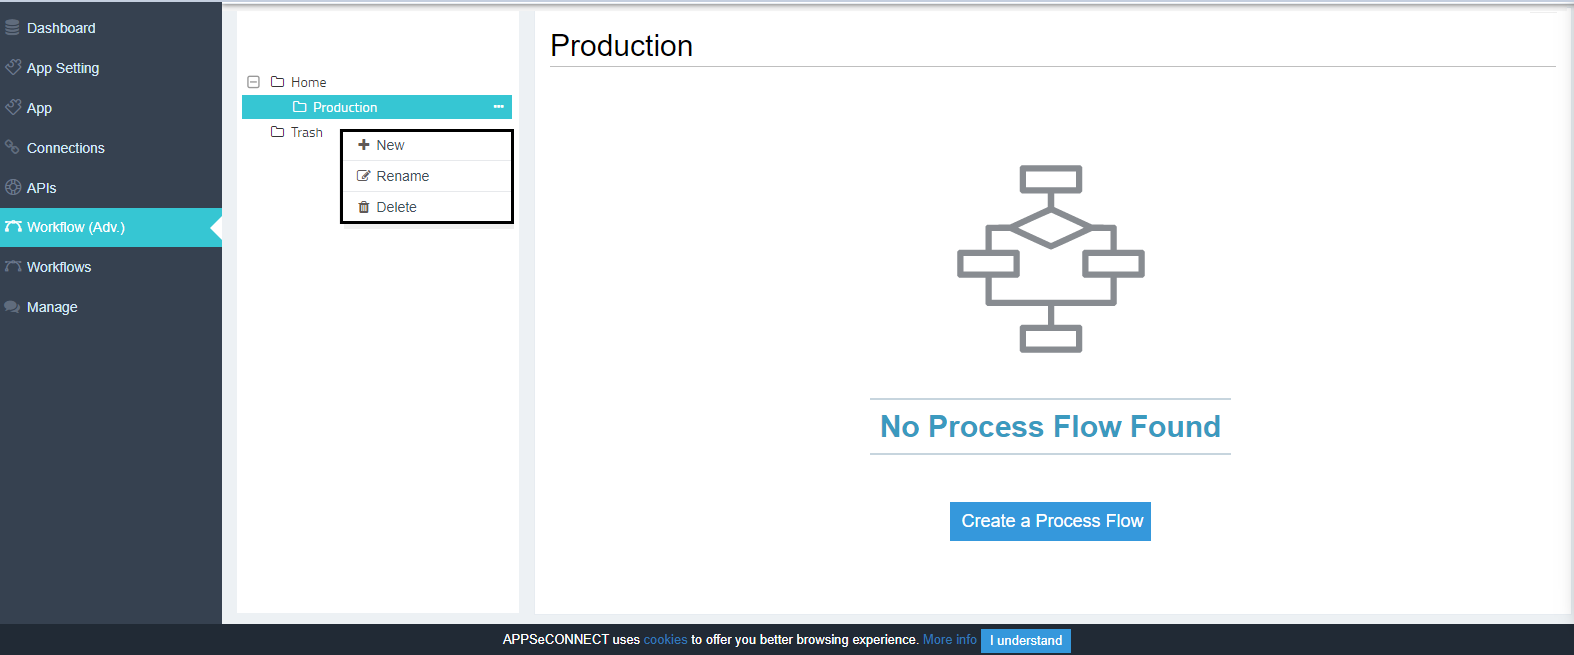 Dashboard
App Setting
App
Connections
APIs
Workflow (Adv.)
Workflows
Manage
Home
Production
Trash
New
Rename
Delete
Production
No Process Flow Found
Create a Process Flow
APPSeCONNECT uses cookies to offer you better browsing experience. More info I understand